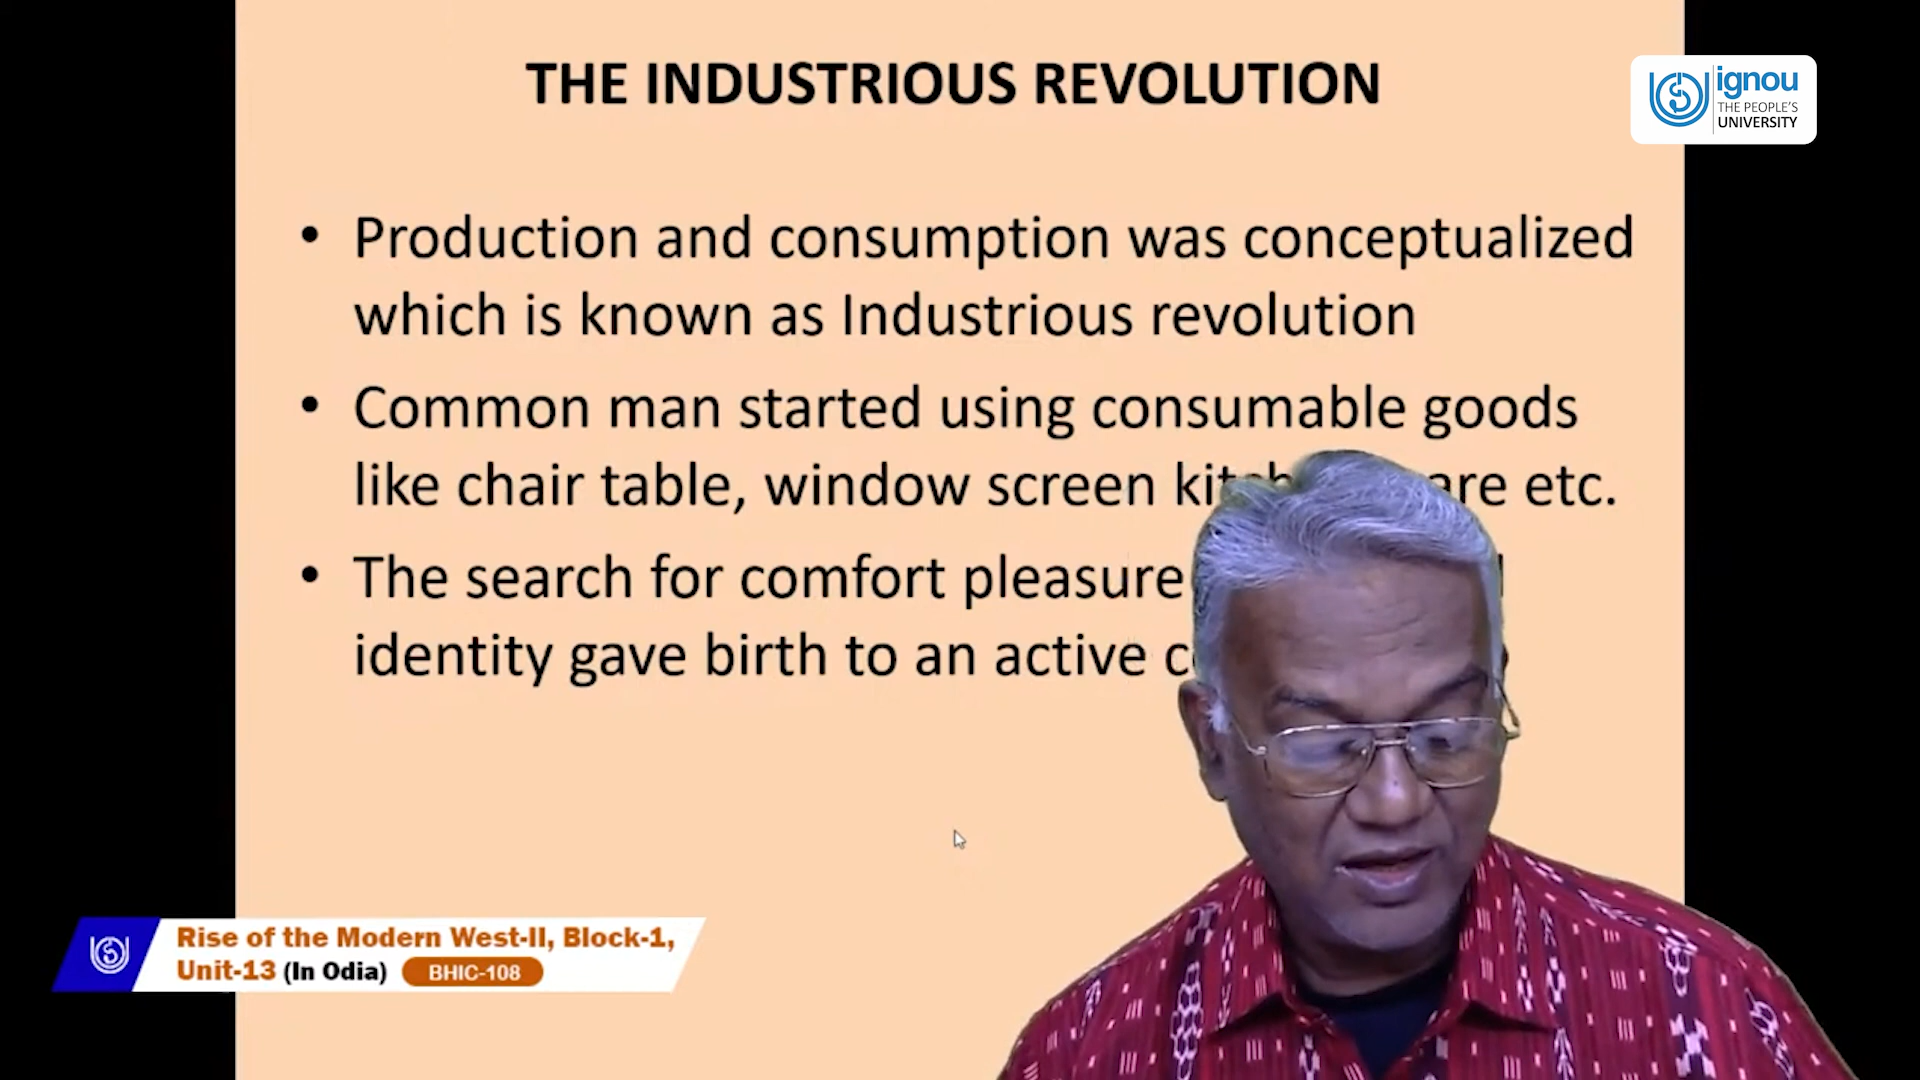 THE INDUSTRIOUS REVOLUTION
ignou
THE PEOPLE'S
UNIVERSITY
• Production and consumption was conceptualized
which is known as Industrious revolution
• Common man started using consumable goods
like chair table, window screen etc.
• The search for comfort pleasure
identity gave birth to an active
Rise of the Modern West-II, Block-1,
Unit-13 (In Odia) BHIC-108